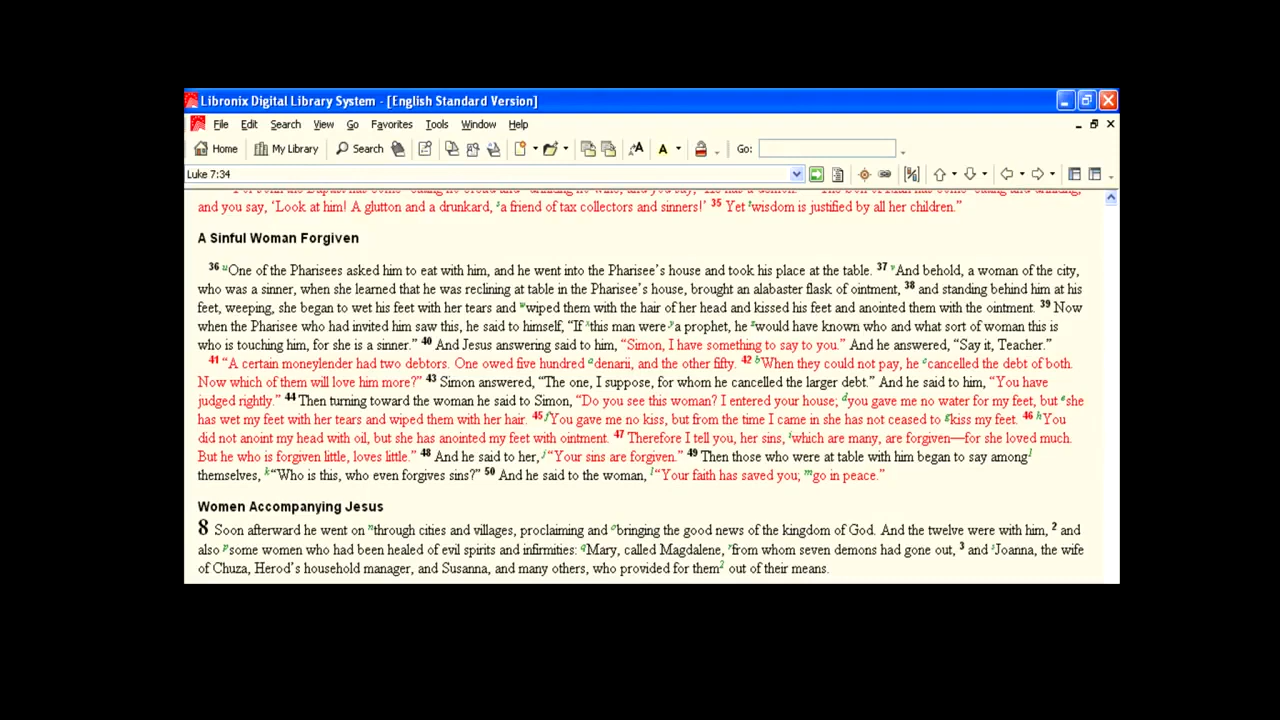 Libronix Digital Library System - [English Standard Version]
File Edit Search View Go Favorites Tools Window Help
Home My Library Search Go:
Luke 7:34
and you say, ‘Look at him! A glutton and a drunkard, s a friend of tax collectors and sinners!’ 35 Yet t wisdom is justified by all her children.”
A Sinful Woman Forgiven
36 u One of the Pharisees asked him to eat with him, and he went into the Pharisee’s house and took his place at the table. 37 v And behold, a woman of the city,
who was a sinner, when she learned that he was reclining at table in the Pharisee’s house, brought an alabaster flask of ointment, 38 and standing behind him at his
feet, weeping, she began to wet his feet with her tears and w wiped them with the hair of her head and kissed his feet and anointed them with the ointment. 39 Now
when the Pharisee who had invited him saw this, he said to himself, “If x this man were y a prophet, he z would have known who and what sort of woman this is
who is touching him, for she is a sinner.” 40 And Jesus answering said to him, “Simon, I have something to say to you.” And he answered, “Say it, Teacher.”
41 “A certain moneylender had two debtors. One owed five hundred a denarii, and the other fifty. 42 b When they could not pay, he c cancelled the debt of both.
Now which of them will love him more?” 43 Simon answered, “The one, I suppose, for whom he cancelled the larger debt.” And he said to him, “You have
judged rightly.” 44 Then turning toward the woman he said to Simon, “Do you see this woman? I entered your house; d you gave me no water for my feet, but e she
has wet my feet with her tears and wiped them with her hair. 45 f You gave me no kiss, but from the time I came in she has not ceased to g kiss my feet. 46 h You
did not anoint my head with oil, but she has anointed my feet with ointment. 47 Therefore I tell you, her sins, i which are many, are forgiven—for she loved much.
But he who is forgiven little, loves little.” 48 And he said to her, j “Your sins are forgiven.” 49 Then those who were at table with him began to say among 1
themselves, k “Who is this, who even forgives sins?” 50 And he said to the woman, l “Your faith has saved you; m go in peace.”
Women Accompanying Jesus
8 Soon afterward he went on n through cities and villages, proclaiming and o bringing the good news of the kingdom of God. And the twelve were with him, 2 and
also p some women who had been healed of evil spirits and infirmities: q Mary, called Magdalene, r from whom seven demons had gone out, 3 and s Joanna, the wife
of Chuza, Herod’s household manager, and Susanna, and many others, who provided for them 2 out of their means.